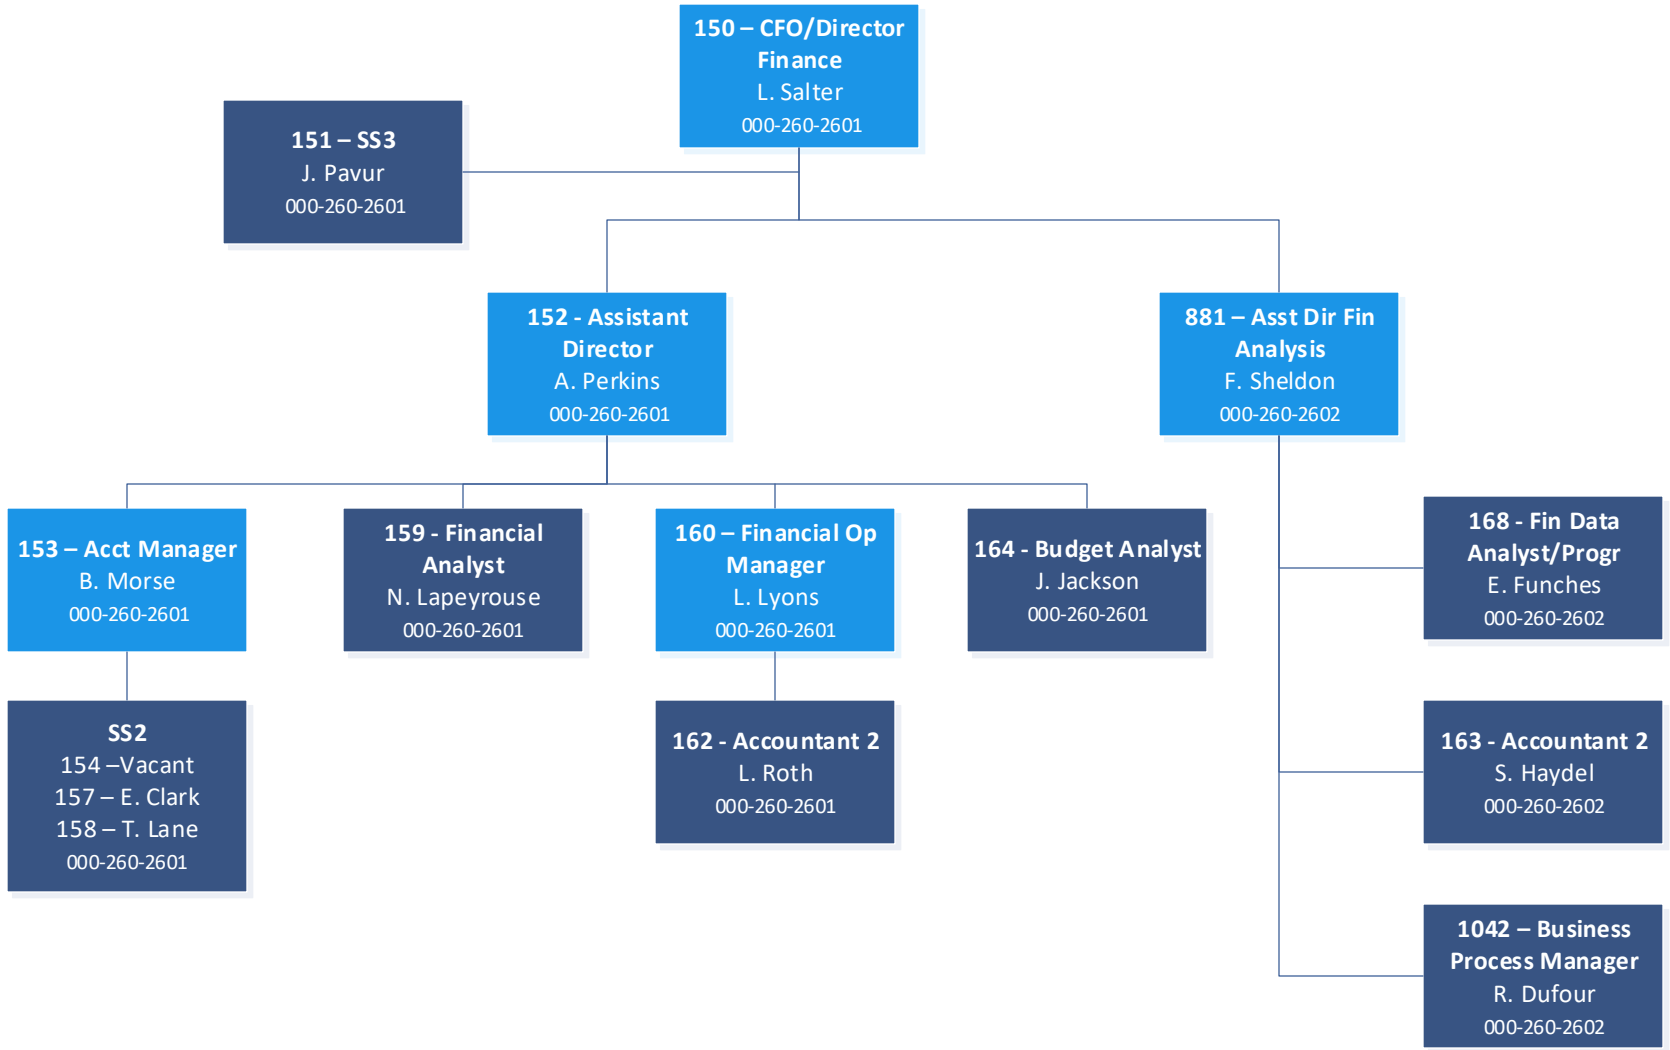 150 – CFO/Director
Finance
L. Salter
000-260-2601
151 – SS3
J. Pavur
000-260-2601
152 - Assistant
Director
A. Perkins
000-260-2601
881 – Asst Dir Fin
Analysis
F. Sheldon
000-260-2602
153 – Acct Manager
B. Morse
000-260-2601
159 - Financial
Analyst
N. Lapeyrouse
000-260-2601
160 – Financial Op
Manager
L. Lyons
000-260-2601
164 - Budget Analyst
J. Jackson
000-260-2601
168 - Fin Data
Analyst/Progr
E. Funches
000-260-2602
SS2
154 –Vacant
157 – E. Clark
158 – T. Lane
000-260-2601
162 - Accountant 2
L. Roth
000-260-2601
163 - Accountant 2
S. Haydel
000-260-2602
1042 – Business
Process Manager
R. Dufour
000-260-2602